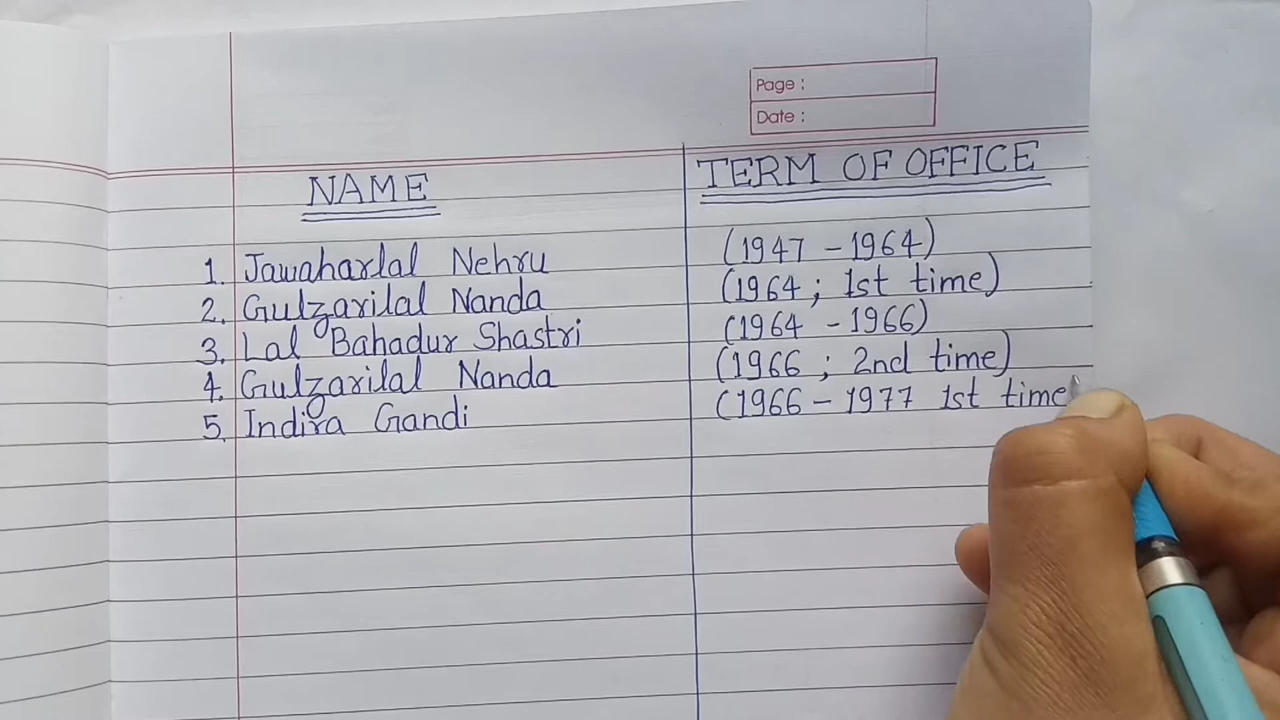 Page :
Date :
NAME TERM OF OFFICE
1. Jawaharlal Nehru (1947 - 1964)
2. Gulzarilal Nanda (1964 ; 1st time)
3. Lal Bahadur Shastri (1964 - 1966)
4. Gulzarilal Nanda (1966 ; 2nd time)
5. Indira Gandi (1966 - 1977 1st time